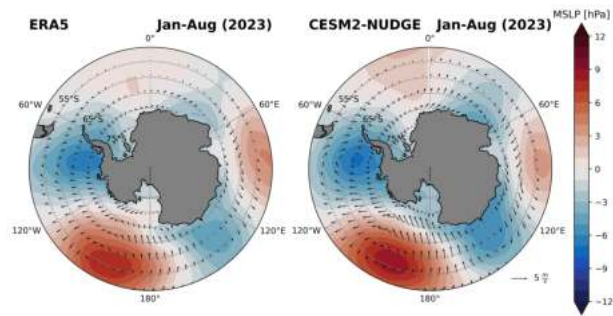 ERA5 Jan-Aug (2023)
0°
60°W
55°S
65°S
75°S
60°E
120°W
120°E
180°
CESM2-NUDGE Jan-Aug (2023)
0°
60°W
55°S
65°S
60°E
120°W
120°E
180°
5 m/s
MSLP [hPa]
12
9
6
3
0
−3
−6
−9
−12